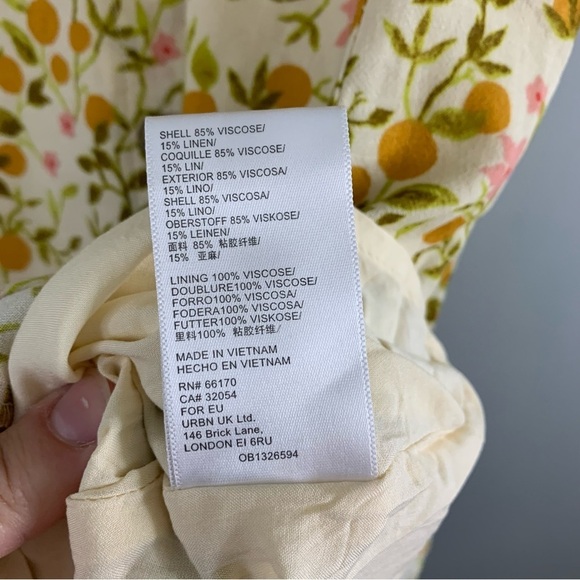 SHELL 85% VISCOSE/
15% LINEN/
COQUILLE 85% VISCOSE/
15% LIN/
EXTERIOR 85% VISCOSA/
15% LINO/
SHELL 85% VISCOSA/
15% LINO/
OBERSTOFF 85% VISKOSE/
15% LEINEN/
面料 85% 粘胶纤维/
15% 亚麻/
LINING 100% VISCOSE/
DOUBLURE100% VISCOSE/
FORRO100% VISCOSA/
FODERA100% VISCOSA/
FUTTER100% VISKOSE/
里料100% 粘胶纤维/
MADE IN VIETNAM
HECHO EN VIETNAM
RN# 66170
CA# 32054
FOR EU
URBN UK Ltd.
146 Brick Lane,
LONDON EI 6RU
OB1326594